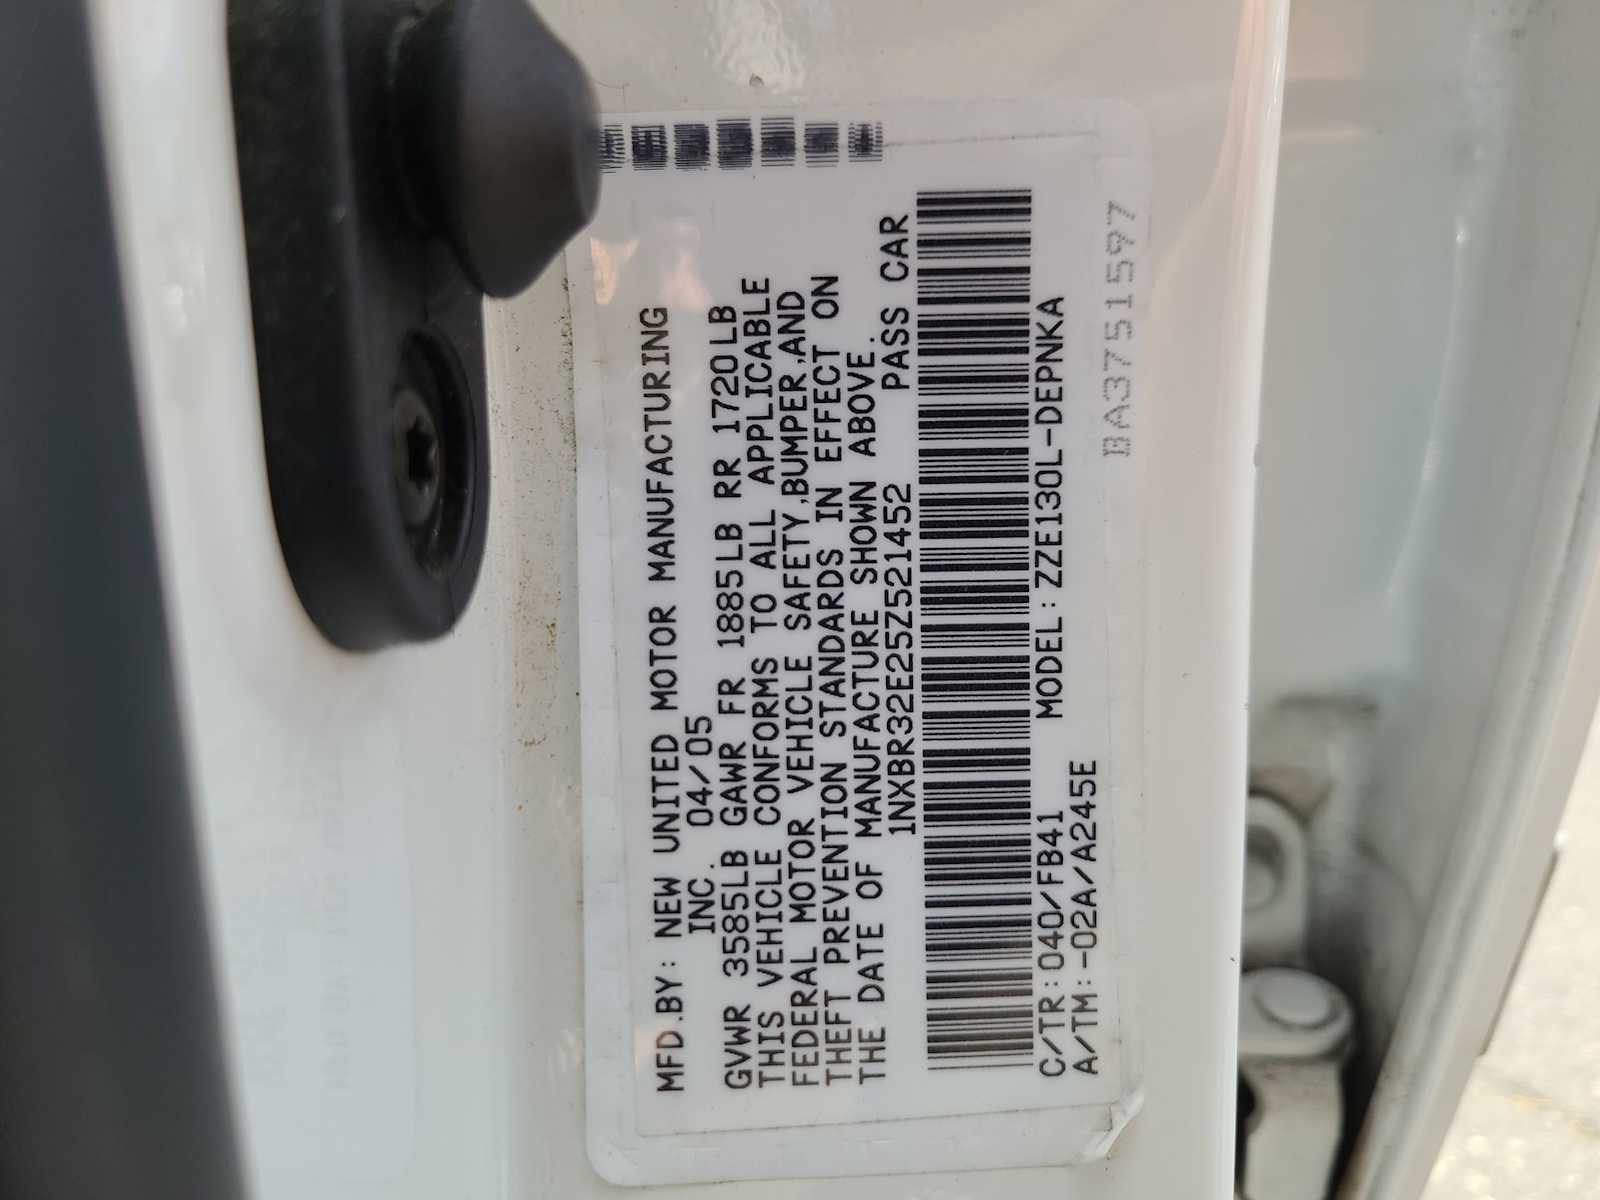 MFD.BY: NEW UNITED MOTOR MANUFACTURING
INC. 04/05
GVWR 3585LB GAWR FR 1885LB RR 1720LB
THIS VEHICLE CONFORMS TO ALL APPLICABLE
FEDERAL MOTOR VEHICLE SAFETY,BUMPER,AND
THEFT PREVENTION STANDARDS IN EFFECT ON
THE DATE OF MANUFACTURE SHOWN ABOVE.
1NXBR32E25Z521452 PASS CAR
C/TR:040/FB41 MODEL:ZZE130L-DEPNKA
A/TM:-02A/A245E
BA3751597